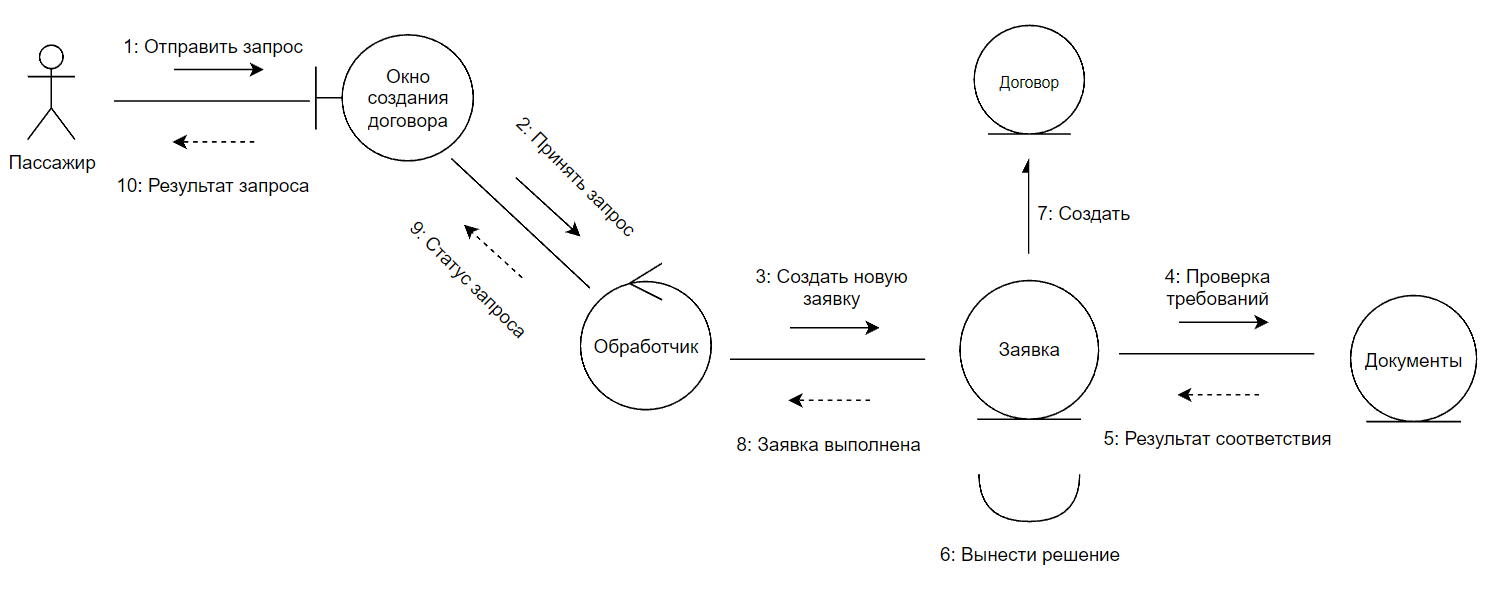 1: Отправить запрос
Окно
создания
договора
Пассажир
10: Результат запроса
2: Принять запрос
9: Статус запроса
Обработчик
3: Создать новую
заявку
8: Заявка выполнена
Договор
7: Создать
Заявка
4: Проверка
требований
Документы
5: Результат соответствия
6: Вынести решение